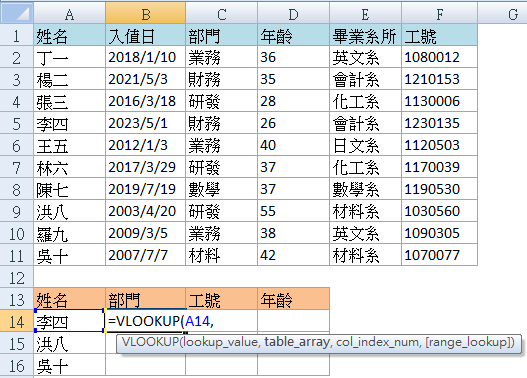 A B C D E F G
1 姓名 入值日 部門 年齡 畢業系所 工號
2 丁一 2018/1/10 業務 36 英文系 1080012
3 楊二 2021/5/3 財務 35 會計系 1210153
4 張三 2016/3/18 研發 28 化工系 1130006
5 李四 2023/5/1 財務 26 會計系 1230135
6 王五 2012/1/3 業務 40 日文系 1120503
7 林六 2017/3/29 研發 37 化工系 1170039
8 陳七 2019/7/19 數學 37 數學系 1190530
9 洪八 2003/4/20 研發 55 材料系 1030560
10 羅九 2009/3/5 業務 38 英文系 1090305
11 吳十 2007/7/7 材料 42 材料系 1070077
12
13 姓名 部門 工號 年齡
14 李四 =VLOOKUP(A14,
15 洪八 VLOOKUP(lookup_value, table_array, col_index_num, [range_lookup])
16 吳十